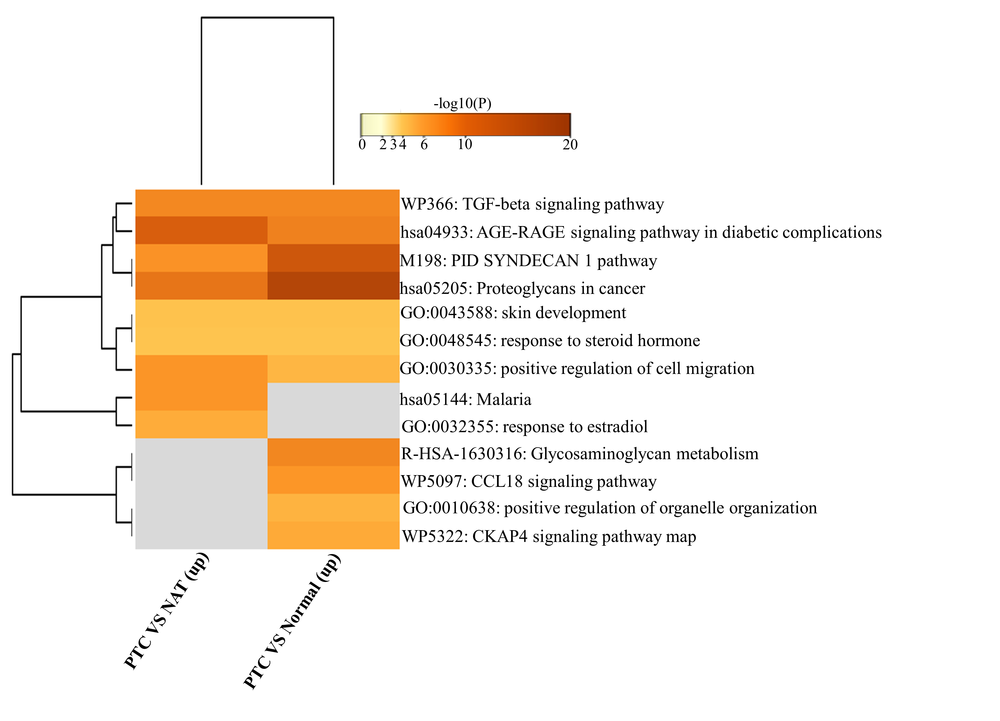 -log10(P)
0 2 3 4 6 10 20
WP366: TGF-beta signaling pathway
hsa04933: AGE-RAGE signaling pathway in diabetic complications
M198: PID SYNDECAN 1 pathway
hsa05205: Proteoglycans in cancer
GO:0043588: skin development
GO:0048545: response to steroid hormone
GO:0030335: positive regulation of cell migration
hsa05144: Malaria
GO:0032355: response to estradiol
R-HSA-1630316: Glycosaminoglycan metabolism
WP5097: CCL18 signaling pathway
GO:0010638: positive regulation of organelle organization
WP5322: CKAP4 signaling pathway map
PTC VS NAT (up)
PTC VS Normal (up)